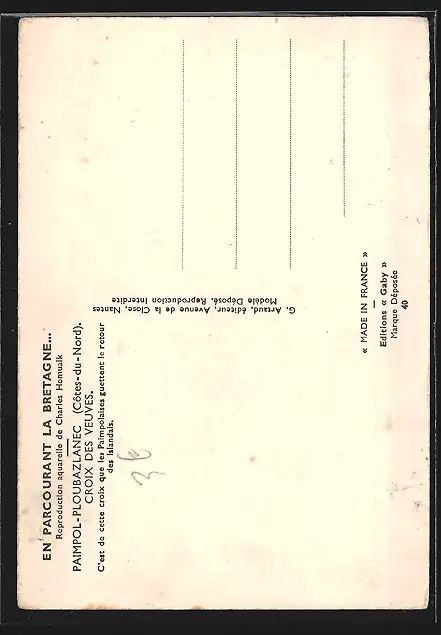 EN PARCOURANT LA BRETAGNE...
Reproduction aquarelle de Charles Homualk
PAIMPOL-PLOUBAZLANEC (Côtes-du-Nord).
CROIX DES VEUVES.
C'est de cette croix que les Paimpolaises guettent le retour
des Islandais.
3€
G. Artaud, éditeur, Avenue de la Close, Nantes
Modèle Déposé. Reproduction Interdite
« MADE IN FRANCE »
Editions « Gaby »
Marque Déposée
40